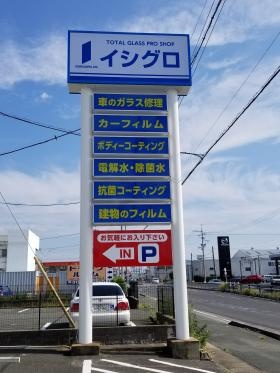 TOTAL GLASS PRO SHOP
イシグロ
車のガラス修理
カーフィルム
ボディーコーティング
電解水・除菌水
抗菌コーティング
建物のフィルム
お気軽にお入り下さい
IN P